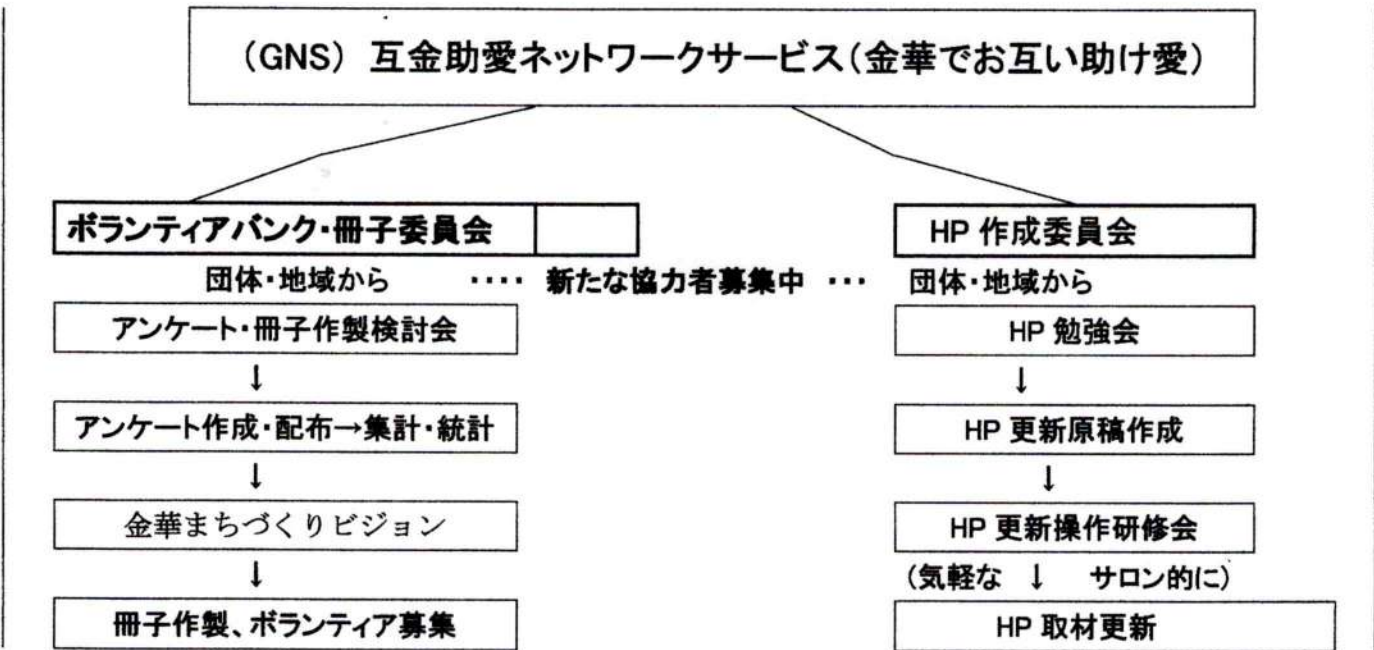 (GNS) 互金助愛ネットワークサービス(金華でお互い助け愛)
ボランティアバンク・冊子委員会
HP 作成委員会
団体・地域から ‥‥ 新たな協力者募集中 ‥・ 団体・地域から
アンケート・冊子作製検討会
HP 勉強会
↓
↓
アンケート作成・配布→集計・統計
HP 更新原稿作成
↓
↓
金華まちづくりビジョン
HP 更新操作研修会
↓
(気軽な ↓ サロン的に)
冊子作製、ボランティア募集
HP 取材更新